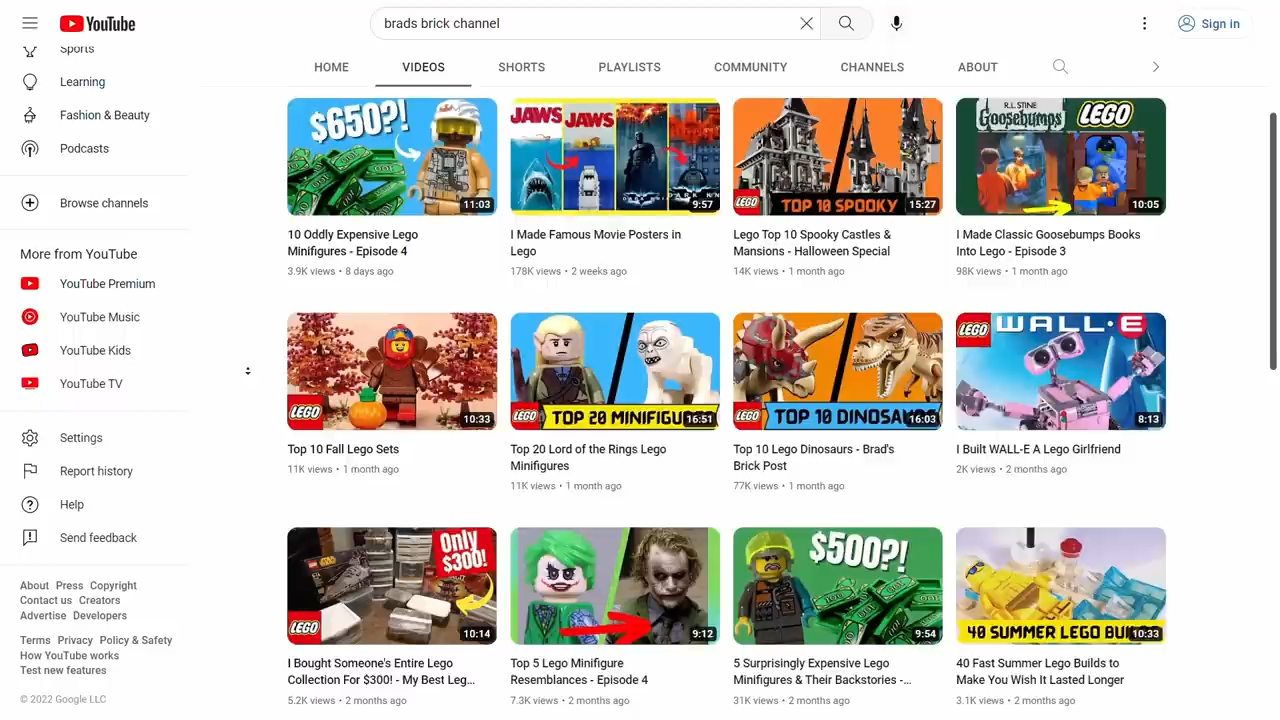 YouTube
brads brick channel
Sign in
Sports
Learning
Fashion & Beauty
Podcasts
Browse channels
More from YouTube
YouTube Premium
YouTube Music
YouTube Kids
YouTube TV
Settings
Report history
Help
Send feedback
About Press Copyright
Contact us Creators
Advertise Developers
Terms Privacy Policy & Safety
How YouTube works
Test new features
© 2022 Google LLC
HOME VIDEOS SHORTS PLAYLISTS COMMUNITY CHANNELS ABOUT
$650?!
11:03
10 Oddly Expensive Lego
Minifigures - Episode 4
3.9K views • 8 days ago
JAWS JAWS
9:57
I Made Famous Movie Posters in
Lego
178K views • 2 weeks ago
LEGO TOP 10 SPOOKY
15:27
Lego Top 10 Spooky Castles &
Mansions - Halloween Special
14K views • 1 month ago
R.L. STINE
Goosebumps LEGO
10:05
I Made Classic Goosebumps Books
Into Lego - Episode 3
98K views • 1 month ago
LEGO
10:33
Top 10 Fall Lego Sets
11K views • 1 month ago
LEGO TOP 20 MINIFIGU
16:51
Top 20 Lord of the Rings Lego
Minifigures
11K views • 1 month ago
LEGO TOP 10 DINOSAU
16:03
Top 10 Lego Dinosaurs - Brad's
Brick Post
77K views • 1 month ago
LEGO WALL·E
8:13
I Built WALL-E A Lego Girlfriend
2K views • 2 months ago
Only
$300!
LEGO
10:14
I Bought Someone's Entire Lego
Collection For $300! - My Best Leg...
5.2K views • 2 months ago
9:12
Top 5 Lego Minifigure
Resemblances - Episode 4
7.3K views • 2 months ago
$500?!
9:54
5 Surprisingly Expensive Lego
Minifigures & Their Backstories -...
31K views • 2 months ago
40 SUMMER LEGO BUI
10:33
40 Fast Summer Lego Builds to
Make You Wish It Lasted Longer
3.1K views • 2 months ago